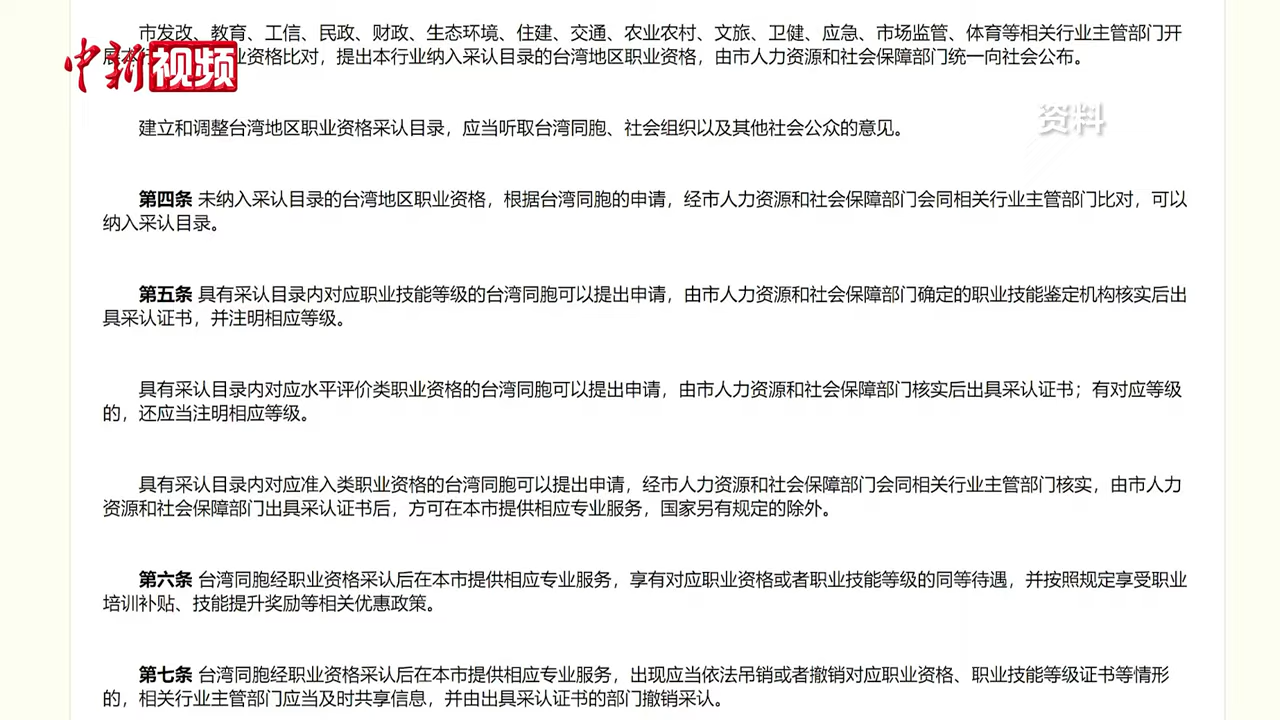 市发改、教育、工信、民政、财政、生态环境、住建、交通、农业农村、文旅、卫健、应急、市场监管、体育等相关行业主管部门开
业资格比对，提出本行业纳入采认目录的台湾地区职业资格，由市人力资源和社会保障部门统一向社会公布。
中新视频
资料
建立和调整台湾地区职业资格采认目录，应当听取台湾同胞、社会组织以及其他社会公众的意见。
第四条 未纳入采认目录的台湾地区职业资格，根据台湾同胞的申请，经市人力资源和社会保障部门会同相关行业主管部门比对，可以
纳入采认目录。
第五条 具有采认目录内对应职业技能等级的台湾同胞可以提出申请，由市人力资源和社会保障部门确定的职业技能鉴定机构核实后出
具采认证书，并注明相应等级。
具有采认目录内对应水平评价类职业资格的台湾同胞可以提出申请，由市人力资源和社会保障部门核实后出具采认证书；有对应等级
的，还应当注明相应等级。
具有采认目录内对应准入类职业资格的台湾同胞可以提出申请，经市人力资源和社会保障部门会同相关行业主管部门核实，由市人力
资源和社会保障部门出具采认证书后，方可在本市提供相应专业服务，国家另有规定的除外。
第六条 台湾同胞经职业资格采认后在本市提供相应专业服务，享有对应职业资格或者职业技能等级的同等待遇，并按照规定享受职业
培训补贴、技能提升奖励等相关优惠政策。
第七条 台湾同胞经职业资格采认后在本市提供相应专业服务，出现应当依法吊销或者撤销对应职业资格、职业技能等级证书等情形
的，相关行业主管部门应当及时共享信息，并由出具采认证书的部门撤销采认。